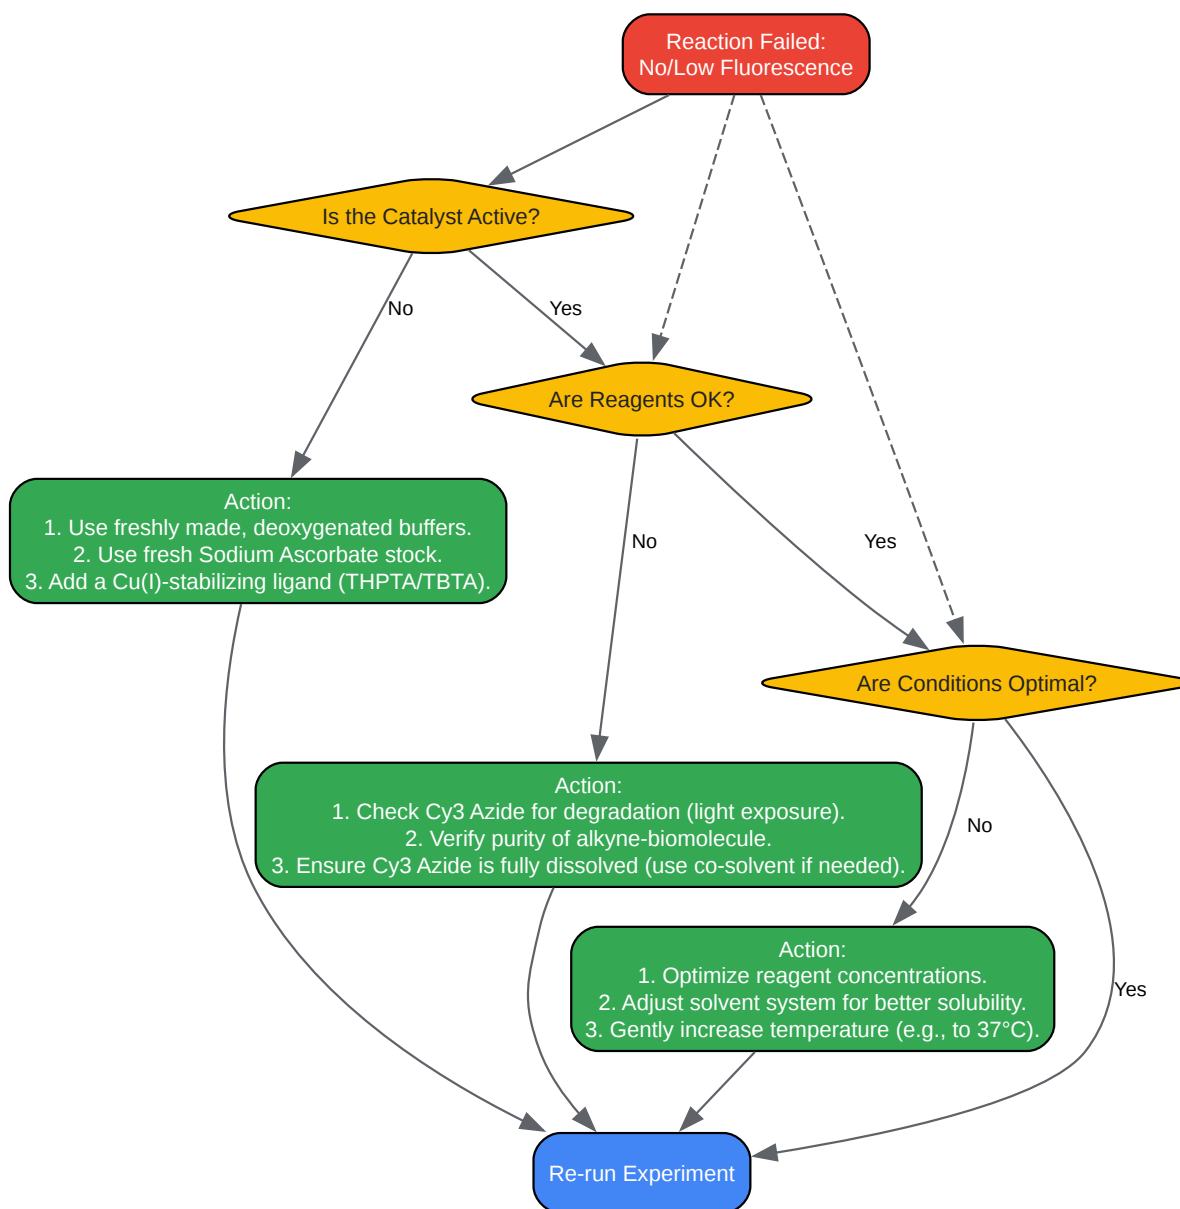 Reaction Failed:
No/Low Fluorescence
Is the Catalyst Active?
No
Yes
Are Reagents OK?
Action:
1. Use freshly made, deoxygenated buffers.
2. Use fresh Sodium Ascorbate stock.
3. Add a Cu(I)-stabilizing ligand (THPTA/TBTA).
No
Yes
Are Conditions Optimal?
Action:
1. Check Cy3 Azide for degradation (light exposure).
2. Verify purity of alkyne-biomolecule.
3. Ensure Cy3 Azide is fully dissolved (use co-solvent if needed).
No
Action:
1. Optimize reagent concentrations.
2. Adjust solvent system for better solubility.
3. Gently increase temperature (e.g., to 37°C).
Yes
Re-run Experiment